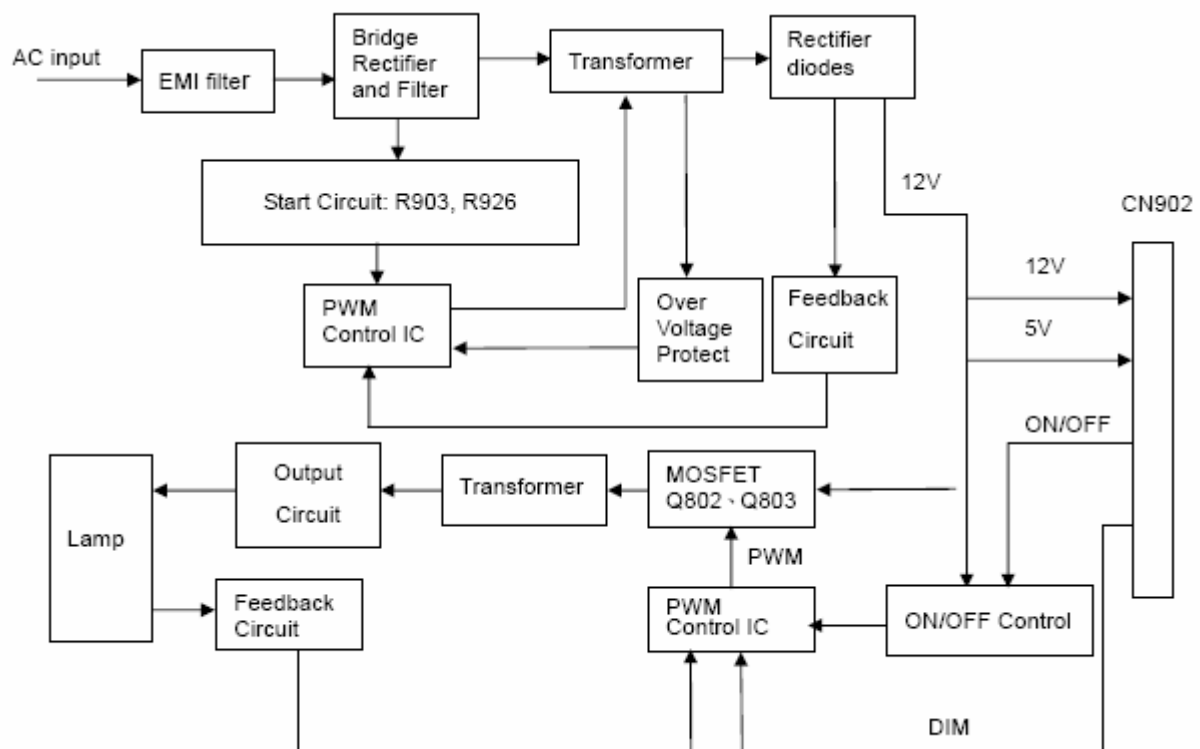 AC input
EMI filter
Bridge
Rectifier
and Filter
Transformer
Rectifier
diodes
Start Circuit: R903, R926
12V
CN902
PWM
Control IC
Over
Voltage
Protect
Feedback
Circuit
12V
5V
ON/OFF
Lamp
Output
Circuit
Transformer
MOSFET
Q802、Q803
PWM
Feedback
Circuit
PWM
Control IC
ON/OFF Control
DIM